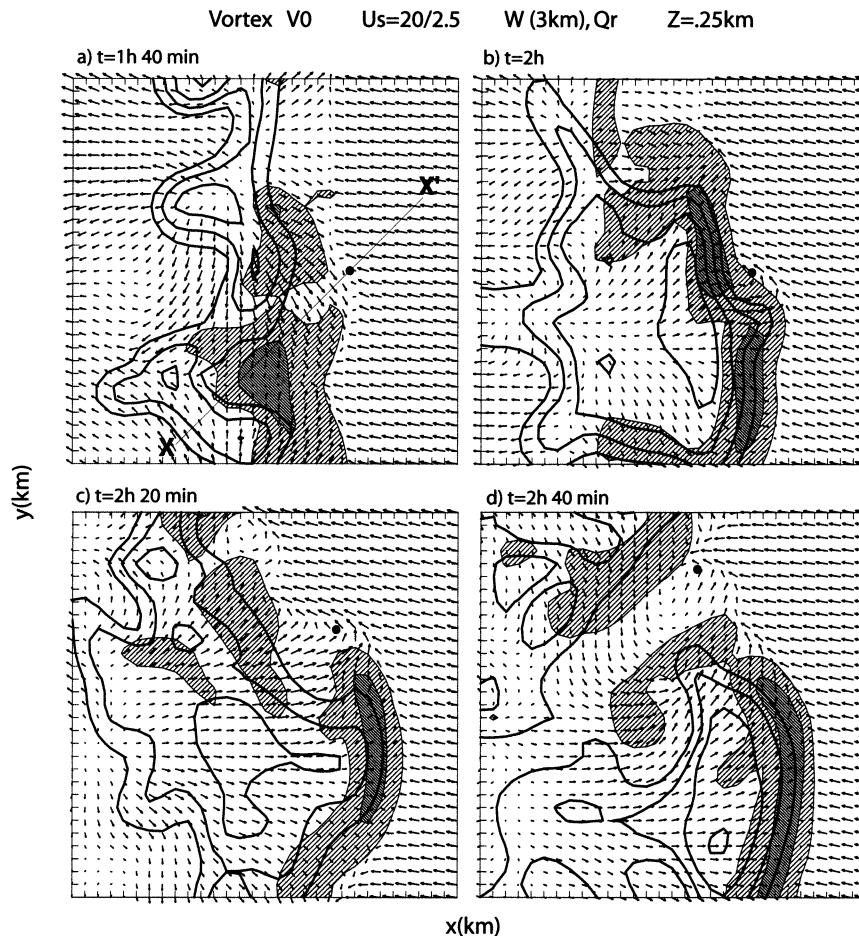 Vortex V0 Us=20/2.5 W (3km), Qr Z=.25km
a) t=1h 40 min
b) t=2h
X'
X
y(km)
c) t=2h 20 min
d) t=2h 40 min
x(km)